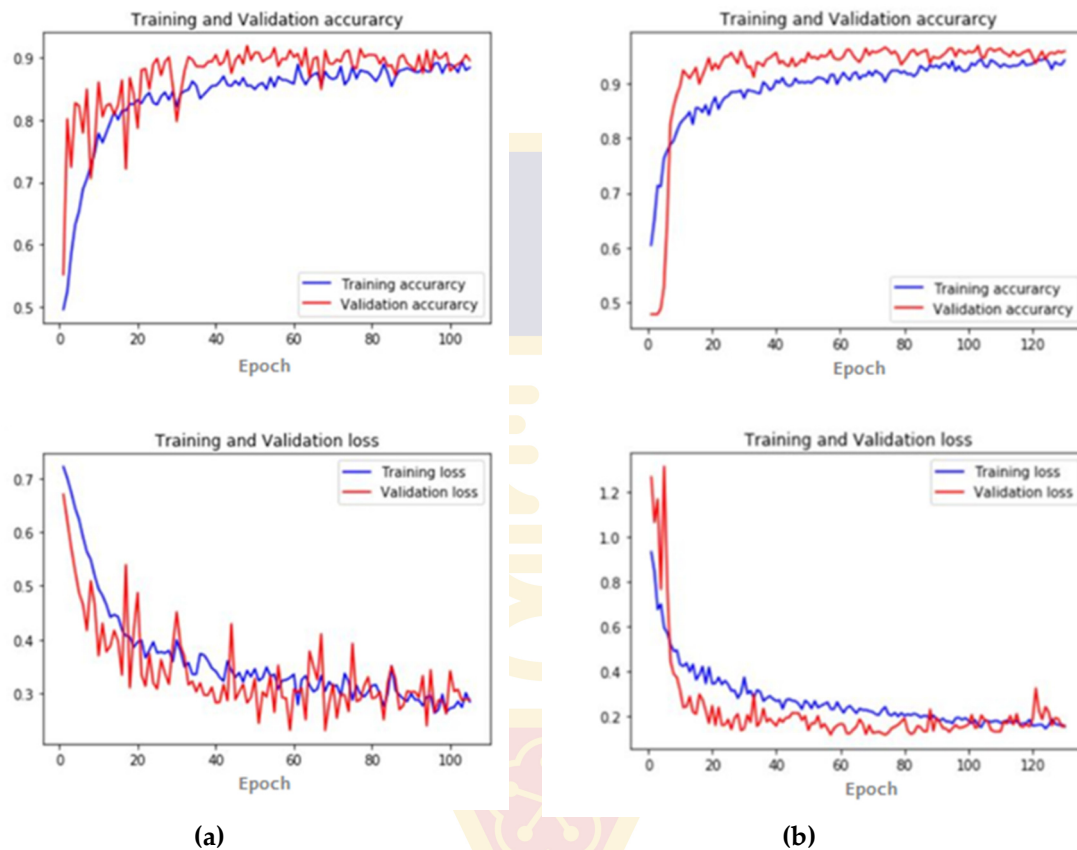 Training and Validation accurarcy
0.9
0.8
0.7
0.6
0.5
Training accurarcy
Validation accurarcy
0 20 40 60 80 100
Epoch
Training and Validation accurarcy
0.9
0.8
0.7
0.6
0.5
Training accurarcy
Validation accurarcy
0 20 40 60 80 100 120
Epoch
Training and Validation loss
0.7
0.6
0.5
0.4
0.3
Training loss
Validation loss
0 20 40 60 80 100
Epoch
Training and Validation loss
1.2
1.0
0.8
0.6
0.4
0.2
Training loss
Validation loss
0 20 40 60 80 100 120
Epoch
(a)
(b)